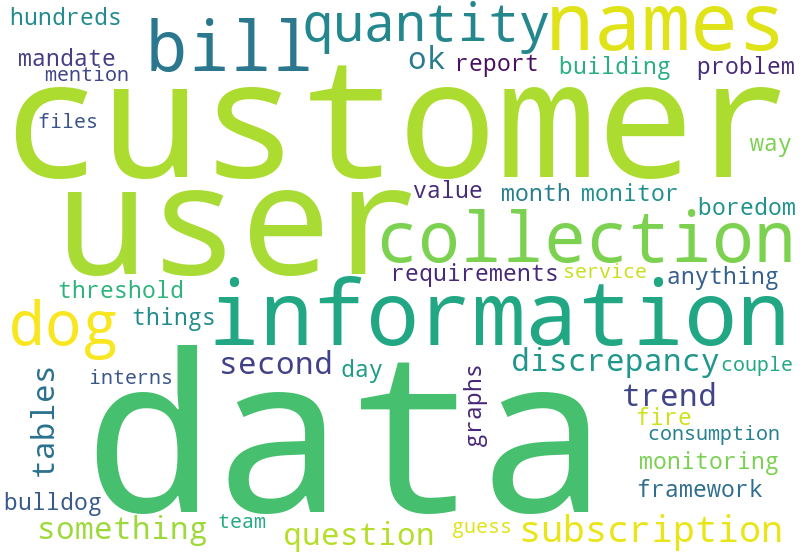 hundreds
bill
quantity
names
mandate
mention
ok
report
building
problem
customer
files
way
user
value
month
monitor
boredom
collection
requirements
service
anything
threshold
information
dog
things
second
day
discrepancy
couple
interns
tables
graphs
trend
data
fire
consumption
monitoring
framework
bulldog
something
team
question
guess
subscription